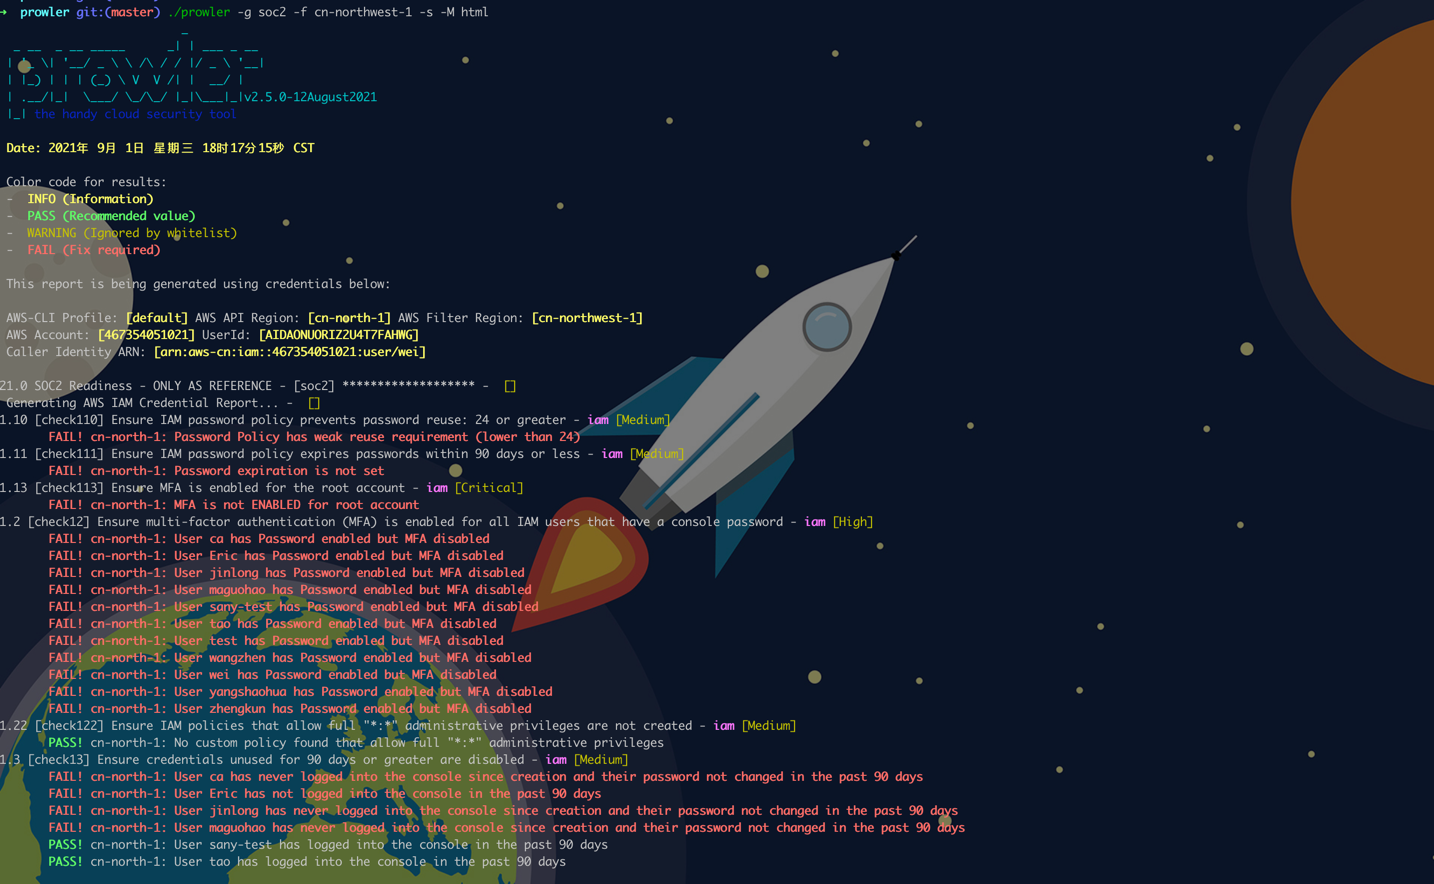 ➜  prowler git:(master) ./prowler -g soc2 -f cn-northwest-1 -s -M html
                          _
 _ __  _ __ _____      _| | ___ _ __
| '_ \| '__/ _ \ \ /\ / / |/ _ \ '__|
| |_) | | | (_) \ V  V /| |  __/ |
| .__/|_|  \___/ \_/\_/ |_|\___|_|v2.5.0-12August2021
|_| the handy cloud security tool
Date: 2021年 9月 1日 星期三 18时17分15秒 CST
Color code for results:
-  INFO (Information)
-  PASS (Recommended value)
-  WARNING (Ignored by whitelist)
-  FAIL (Fix required)
This report is being generated using credentials below:
AWS-CLI Profile: [default] AWS API Region: [cn-north-1] AWS Filter Region: [cn-northwest-1]
AWS Account: [467354051021] UserId: [AIDAONUORIZ2U4T7FAHWG]
Caller Identity ARN: [arn:aws-cn:iam::467354051021:user/wei]
21.0 SOC2 Readiness - ONLY AS REFERENCE - [soc2] ******************* -  []
Generating AWS IAM Credential Report... -  []
1.10 [check110] Ensure IAM password policy prevents password reuse: 24 or greater - iam [Medium]
FAIL! cn-north-1: Password Policy has weak reuse requirement (lower than 24)
1.11 [check111] Ensure IAM password policy expires passwords within 90 days or less - iam [Medium]
FAIL! cn-north-1: Password expiration is not set
1.13 [check113] Ensure MFA is enabled for the root account - iam [Critical]
FAIL! cn-north-1: MFA is not ENABLED for root account
1.2 [check12] Ensure multi-factor authentication (MFA) is enabled for all IAM users that have a console password - iam [High]
FAIL! cn-north-1: User ca has Password enabled but MFA disabled
FAIL! cn-north-1: User Eric has Password enabled but MFA disabled
FAIL! cn-north-1: User jinlong has Password enabled but MFA disabled
FAIL! cn-north-1: User maguohao has Password enabled but MFA disabled
FAIL! cn-north-1: User sany-test has Password enabled but MFA disabled
FAIL! cn-north-1: User tao has Password enabled but MFA disabled
FAIL! cn-north-1: User test has Password enabled but MFA disabled
FAIL! cn-north-1: User wangzhen has Password enabled but MFA disabled
FAIL! cn-north-1: User wei has Password enabled but MFA disabled
FAIL! cn-north-1: User yangshaohua has Password enabled but MFA disabled
FAIL! cn-north-1: User zhengkun has Password enabled but MFA disabled
1.22 [check122] Ensure IAM policies that allow full "*:*" administrative privileges are not created - iam [Medium]
PASS! cn-north-1: No custom policy found that allow full "*:*" administrative privileges
1.3 [check13] Ensure credentials unused for 90 days or greater are disabled - iam [Medium]
FAIL! cn-north-1: User ca has never logged into the console since creation and their password not changed in the past 90 days
FAIL! cn-north-1: User Eric has not logged into the console in the past 90 days
FAIL! cn-north-1: User jinlong has never logged into the console since creation and their password not changed in the past 90 days
FAIL! cn-north-1: User maguohao has never logged into the console since creation and their password not changed in the past 90 days
PASS! cn-north-1: User sany-test has logged into the console in the past 90 days
PASS! cn-north-1: User tao has logged into the console in the past 90 days